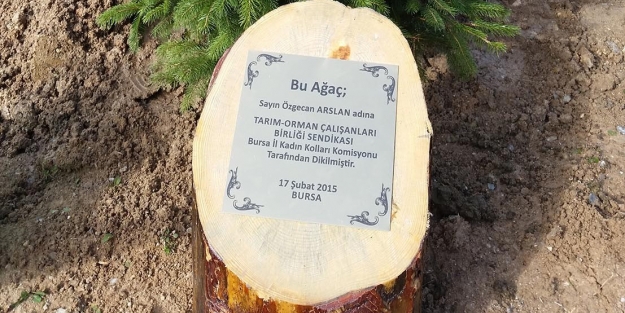 Bu Ağaç;
Sayın Özgecan ARSLAN adına
TARIM-ORMAN ÇALIŞANLARI
BİRLİĞİ SENDİKASI
Bursa İl Kadın Kolları Komisyonu
Tarafından Dikilmiştir.
17 Şubat 2015
BURSA